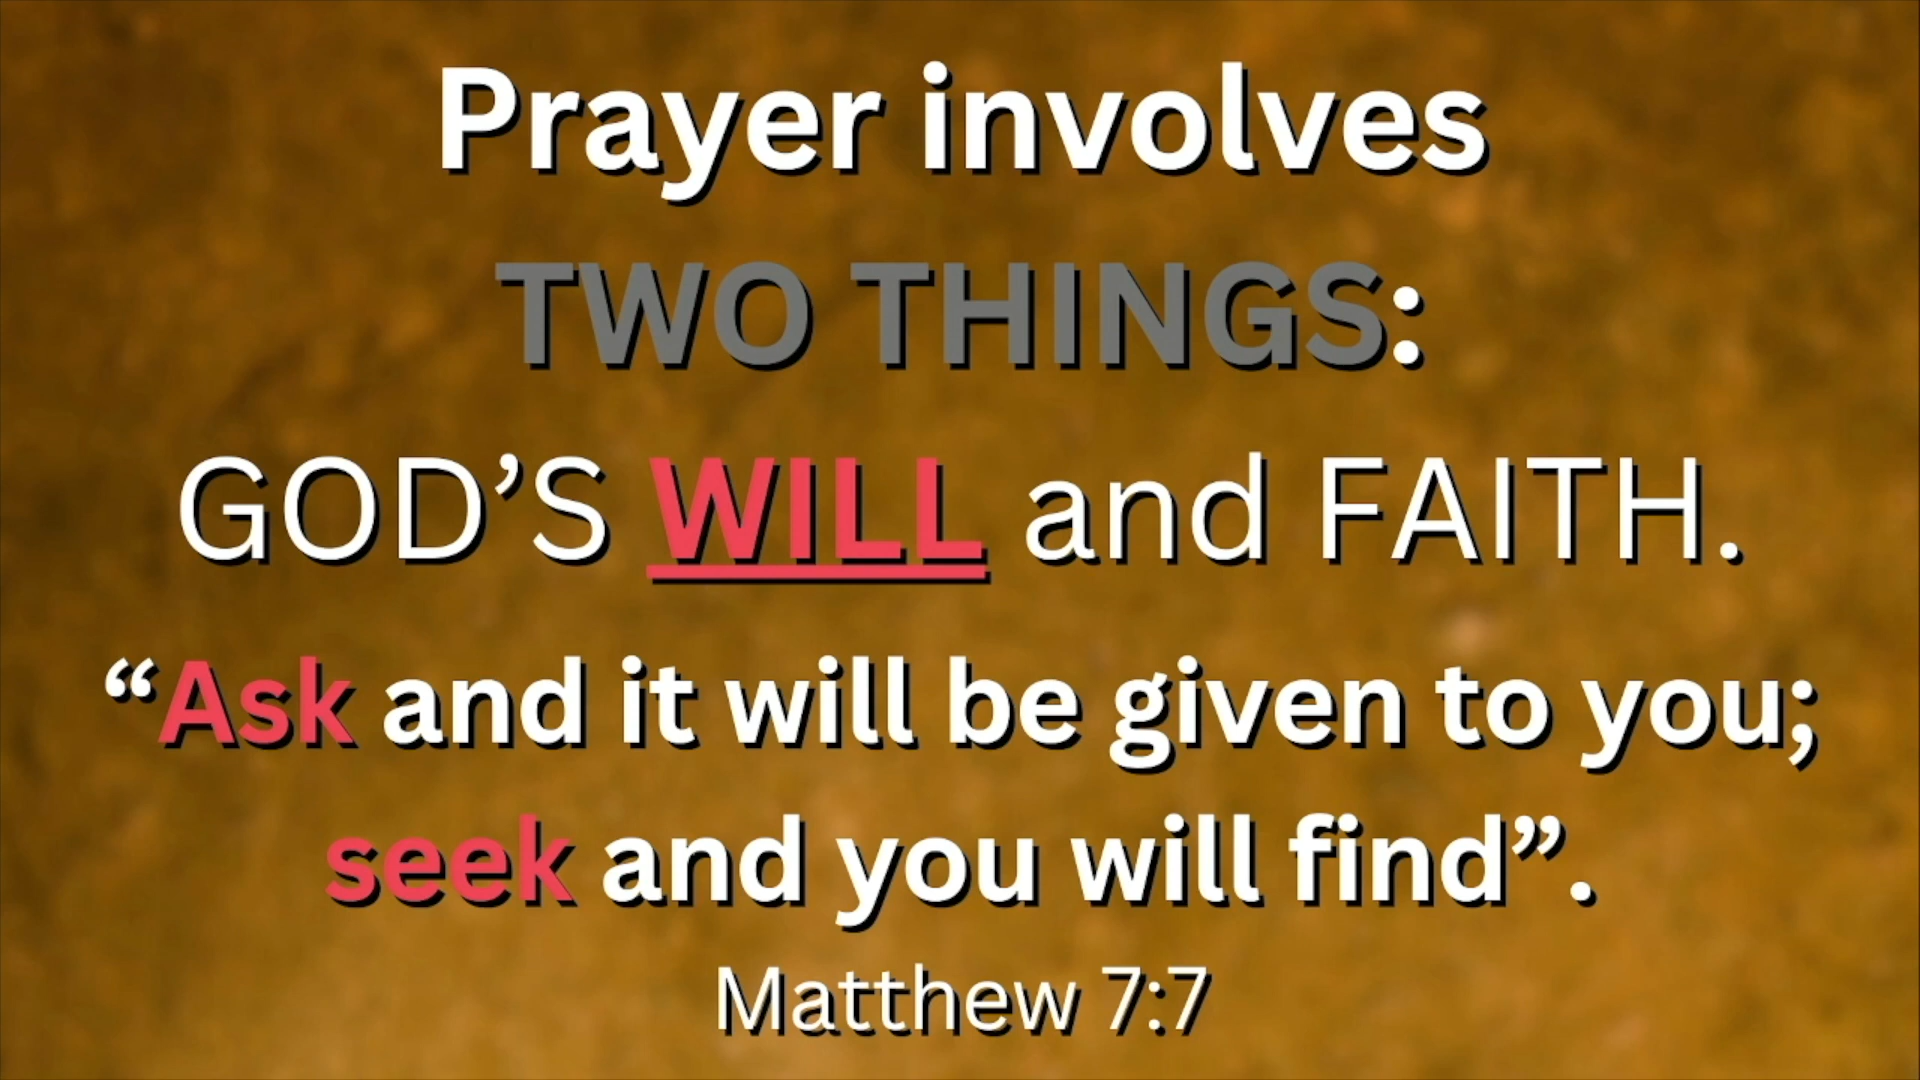 Prayer involves
TWO THINGS:
GOD’S WILL and FAITH.
“Ask and it will be given to you;
seek and you will find”.
Matthew 7:7